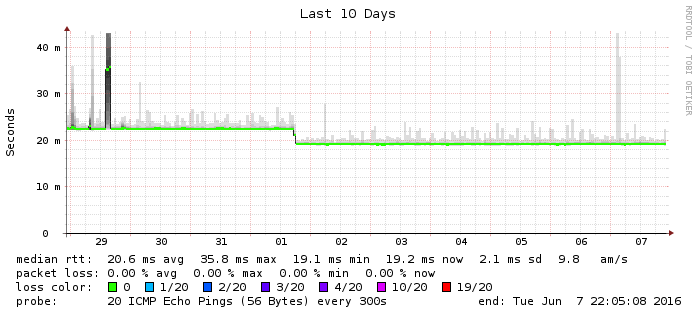 Last 10 Days
RRDTOOL / TOBI OETIKER
Seconds
40 m
30 m
20 m
10 m
0
29 30 31 01 02 03 04 05 06 07
median rtt: 20.6 ms avg 35.8 ms max 19.1 ms min 19.2 ms now 2.1 ms sd 9.8 am/s
packet loss: 0.00 % avg 0.00 % max 0.00 % min 0.00 % now
loss color: 0 1/20 2/20 3/20 4/20 10/20 19/20
probe: 20 ICMP Echo Pings (56 Bytes) every 300s end: Tue Jun 7 22:05:08 2016